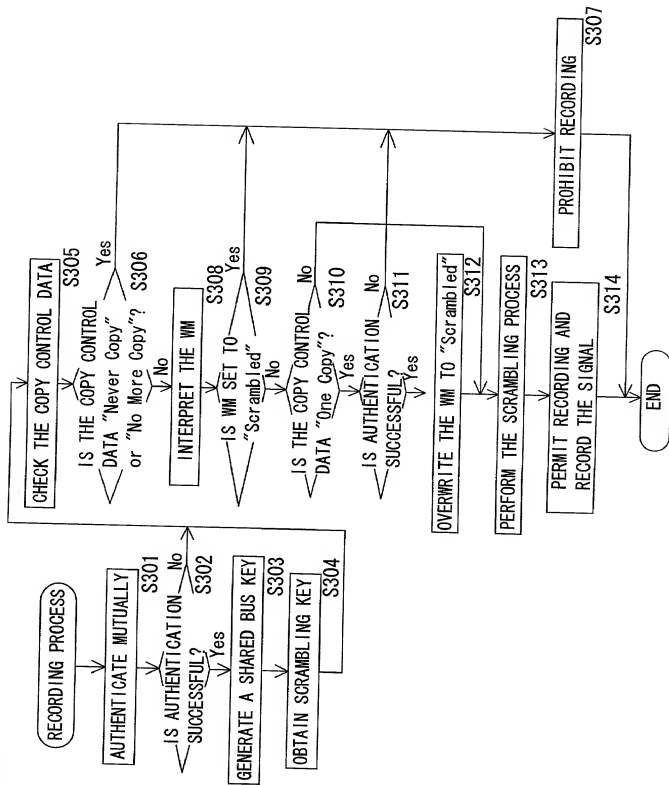 RECORDING PROCESS
AUTHENTICATE MUTUALLY
S301
IS AUTHENTICATION
SUCCESSFUL?
No
S302
Yes
GENERATE A SHARED BUS KEY
S303
OBTAIN SCRAMBLING KEY
S304
CHECK THE COPY CONTROL DATA
S305
IS THE COPY CONTROL
DATA "Never Copy"
or "No More Copy"?
Yes
S306
No
INTERPRET THE WM
S308
IS WM SET TO
"Scrambled"
Yes
S309
No
IS THE COPY CONTROL
DATA "One Copy"?
No
S310
Yes
IS AUTHENTICATION
SUCCESSFUL?
No
S311
Yes
OVERWRITE THE WM TO "Scrambled"
S312
PERFORM THE SCRAMBLING PROCESS
S313
PERMIT RECORDING AND
RECORD THE SIGNAL
S314
END
PROHIBIT RECORDING
S307